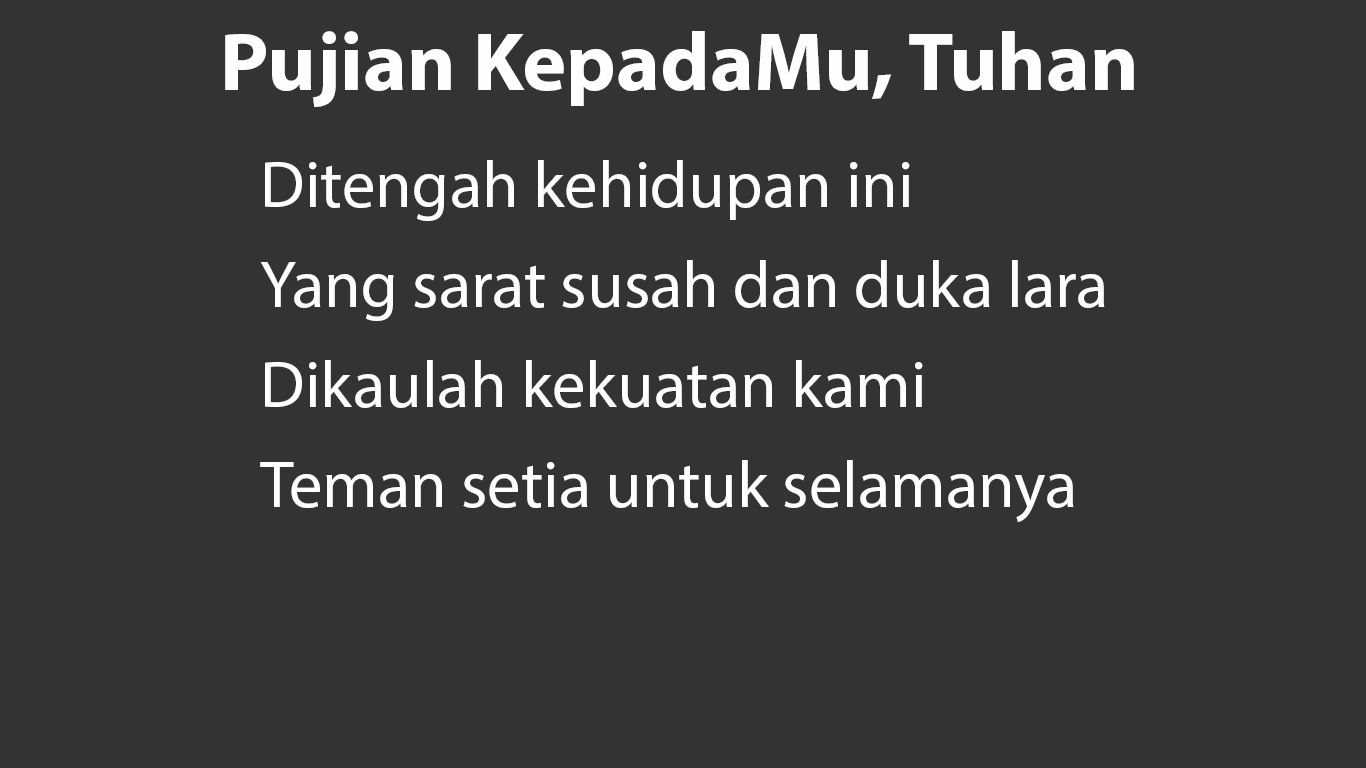 Pujian KepadaMu, Tuhan
Ditengah kehidupan ini
Yang sarat susah dan duka lara
Dikaulah kekuatan kami
Teman setia untuk selamanya